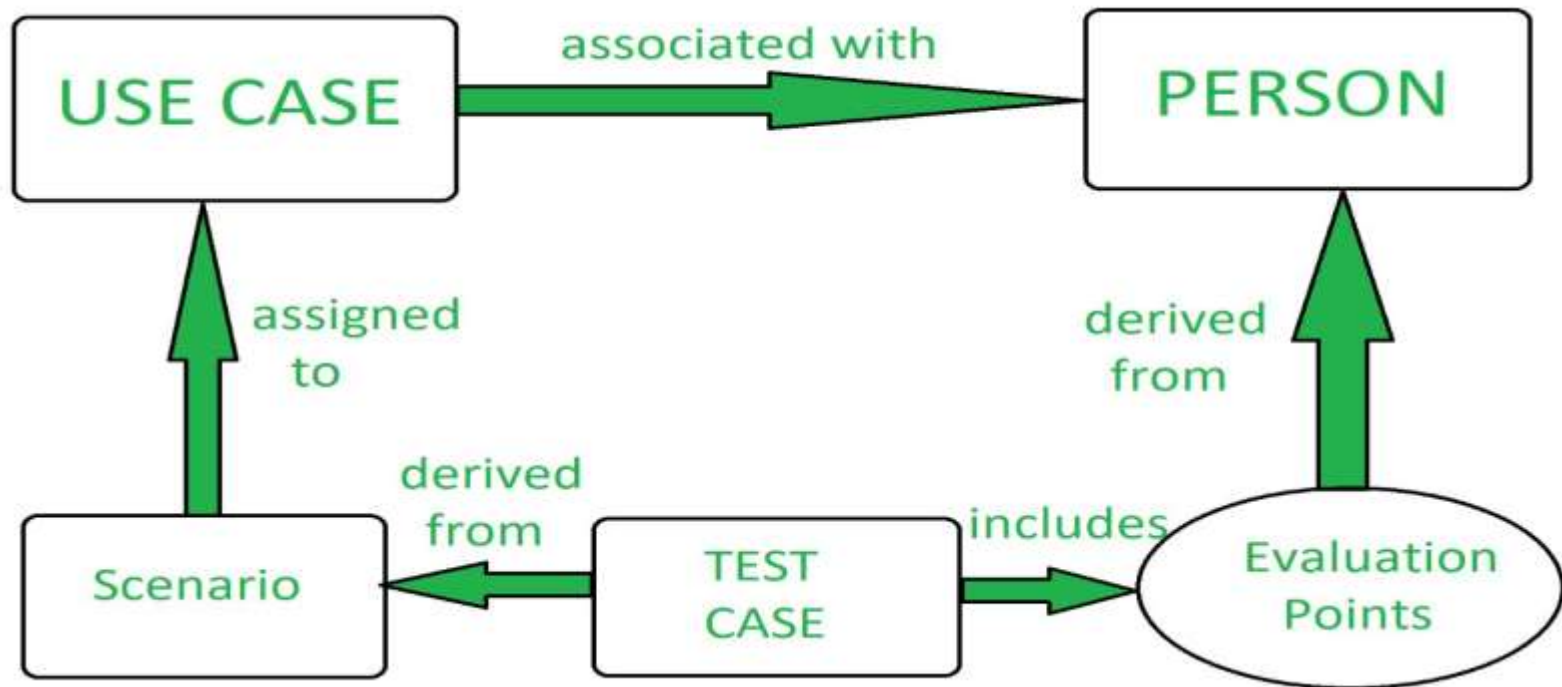 associated with
USE CASE
PERSON
assigned
to
derived
from
derived
from
includes
Scenario
TEST
CASE
Evaluation
Points